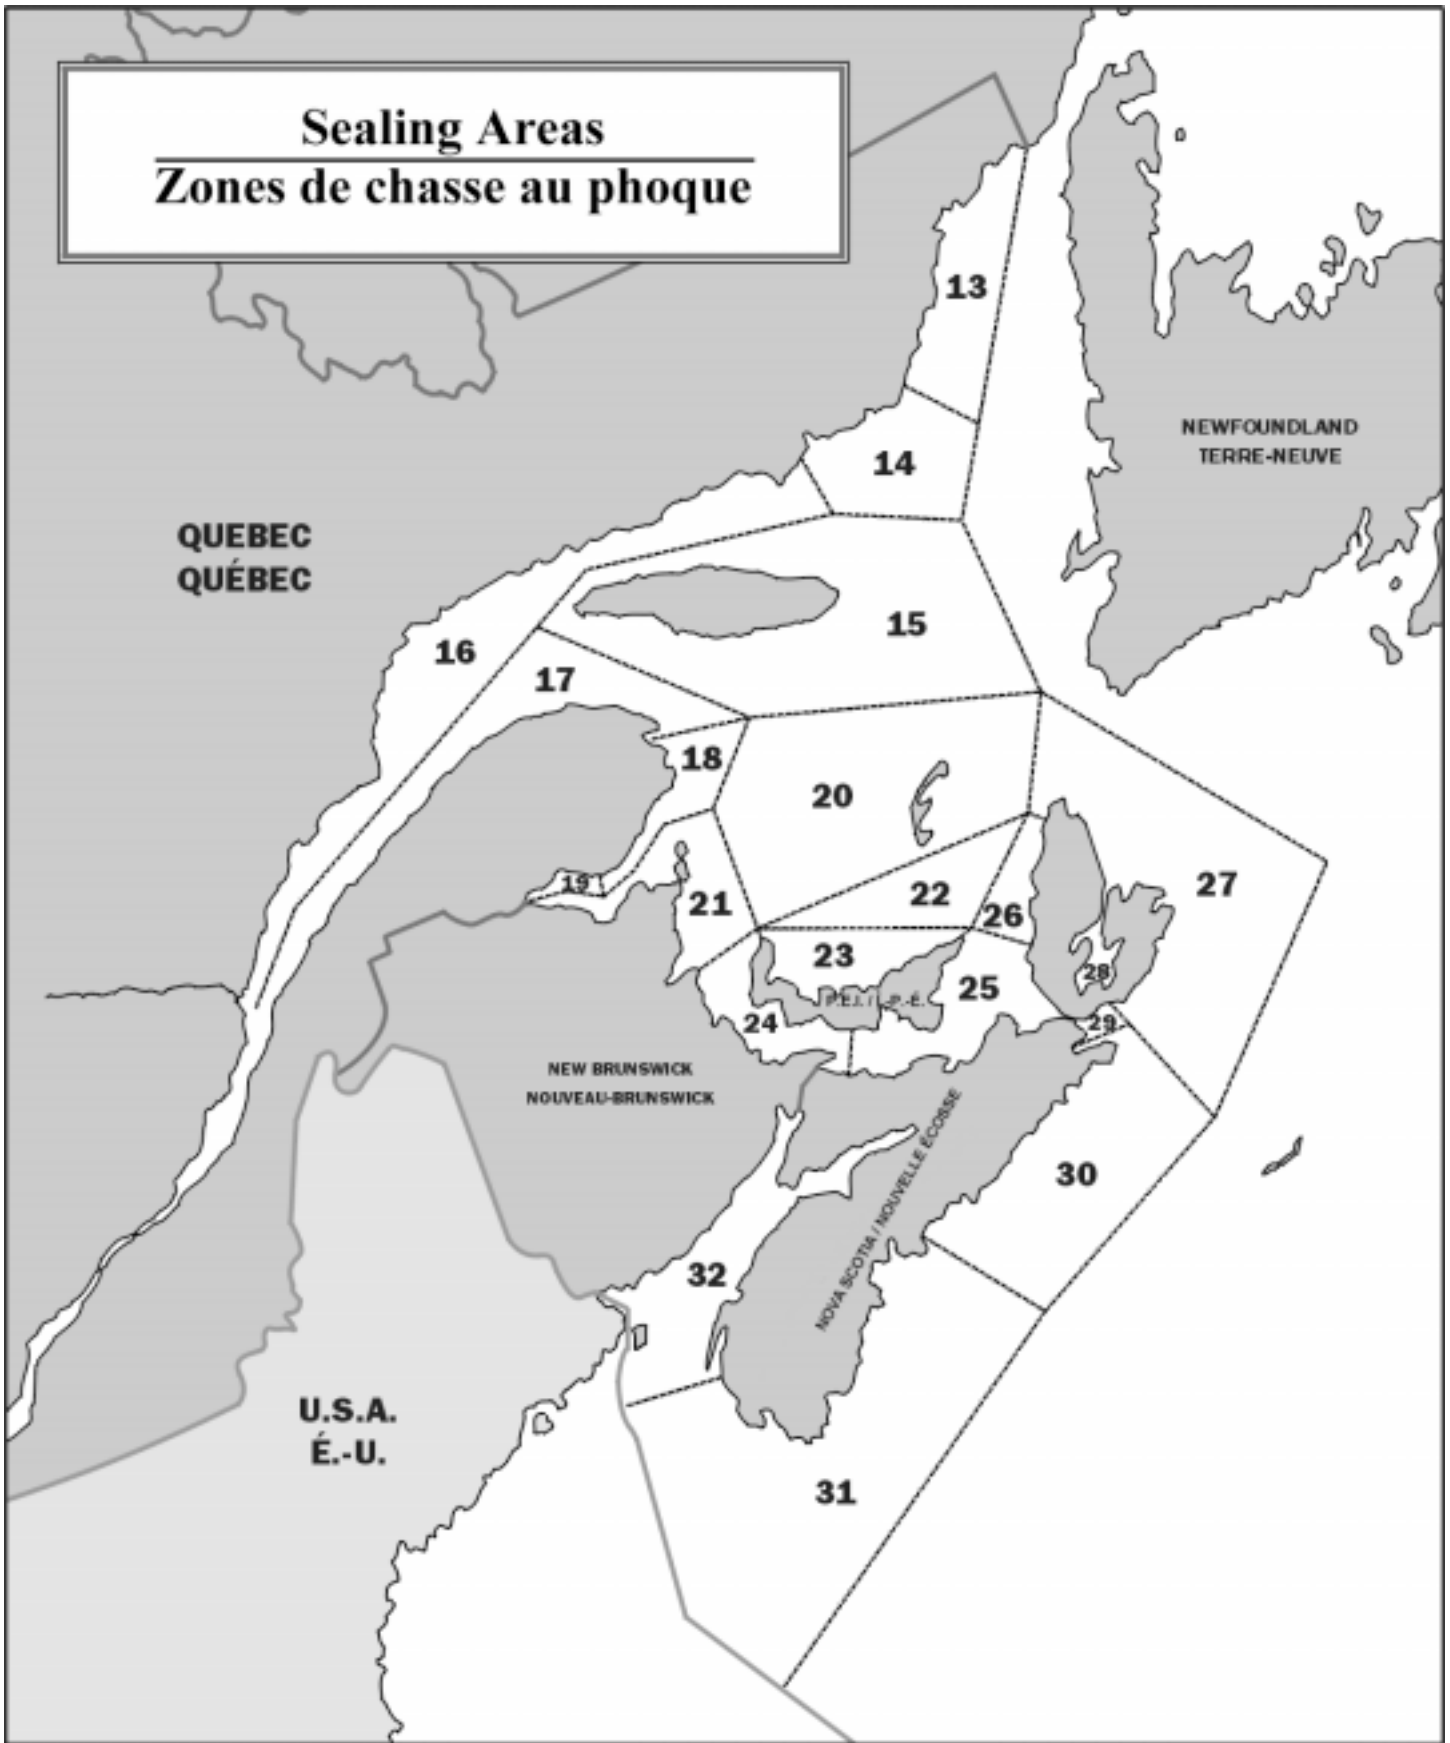 Sealing Areas
Zones de chasse au phoque
13
NEWFOUNDLAND
TERRE-NEUVE
14
QUEBEC
QUÉBEC
15
16
17
18
20
19
21
22
27
26
23
28
25
P.E.I. / Î.-P.-É.
24
29
NEW BRUNSWICK
NOUVEAU-BRUNSWICK
NOVA SCOTIA / NOUVELLE ÉCOSSE
30
32
U.S.A.
É.-U.
31